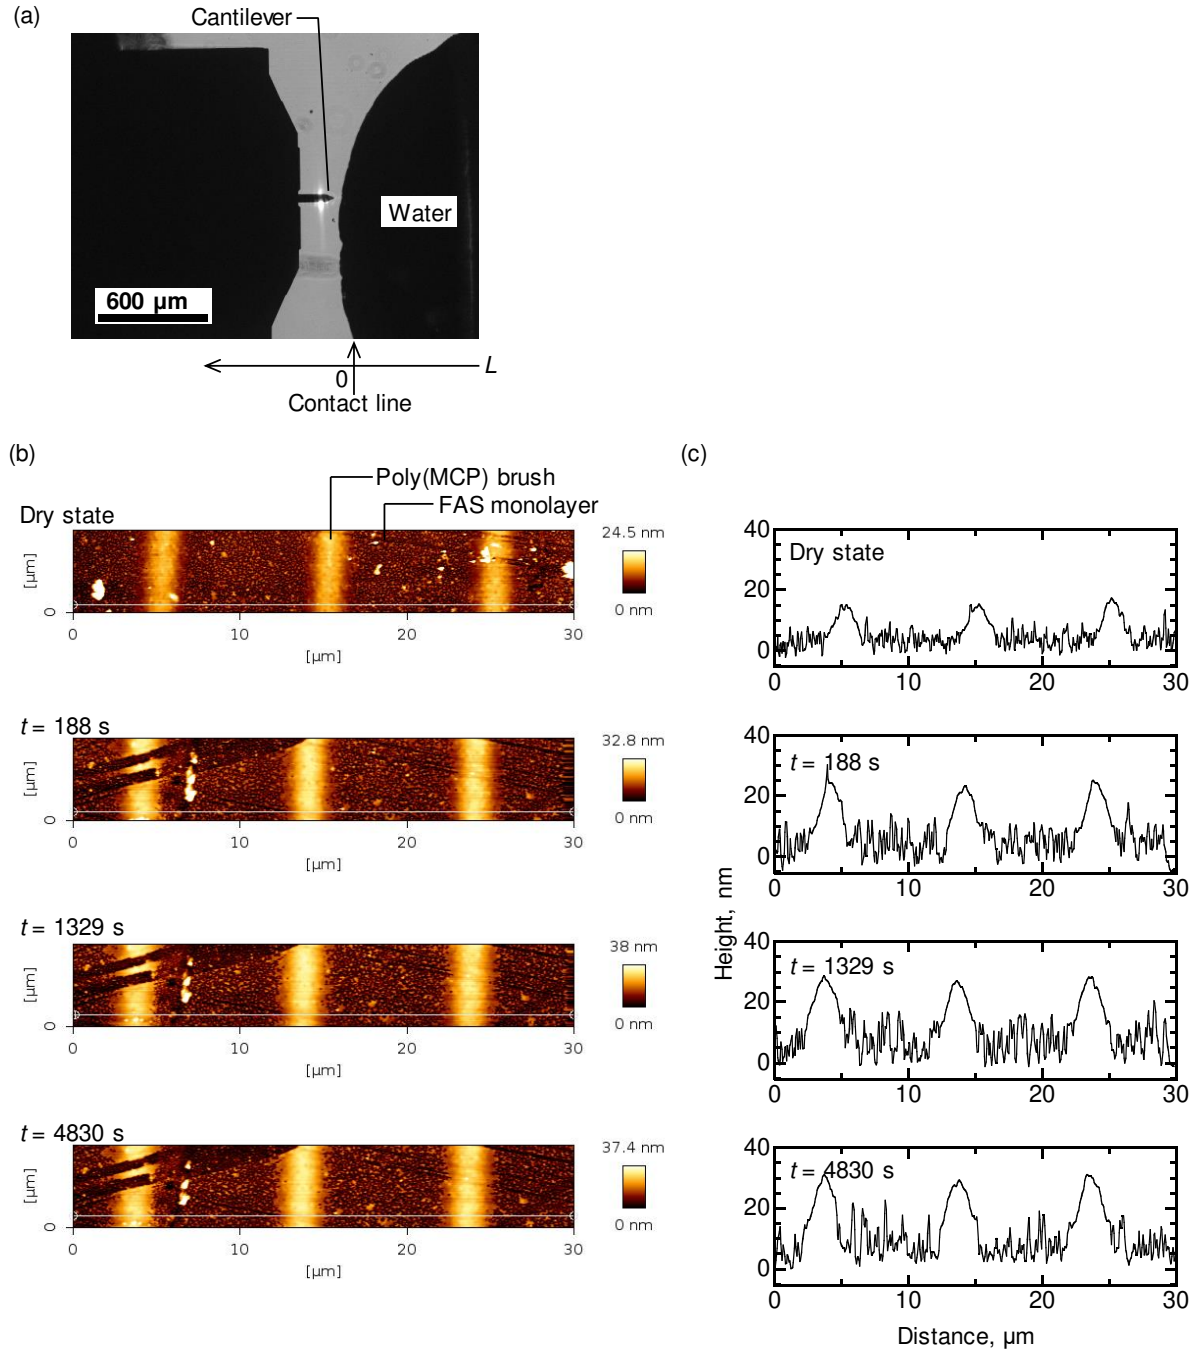 (a)
Cantilever
Water
600 µm
0
L
Contact line
(b)
Poly(MCP) brush
FAS monolayer
Dry state
24.5 nm
0 nm
[µm]
0
0 10 20 30
[µm]
t = 188 s
32.8 nm
0 nm
[µm]
0
0 10 20 30
[µm]
t = 1329 s
38 nm
0 nm
[µm]
0
0 10 20 30
[µm]
t = 4830 s
37.4 nm
0 nm
[µm]
0
0 10 20 30
[µm]
(c)
Height, nm
40
Dry state
20
0
0 10 20 30
40
t = 188 s
20
0
0 10 20 30
40
t = 1329 s
20
0
0 10 20 30
40
t = 4830 s
20
0
0 10 20 30
Distance, µm